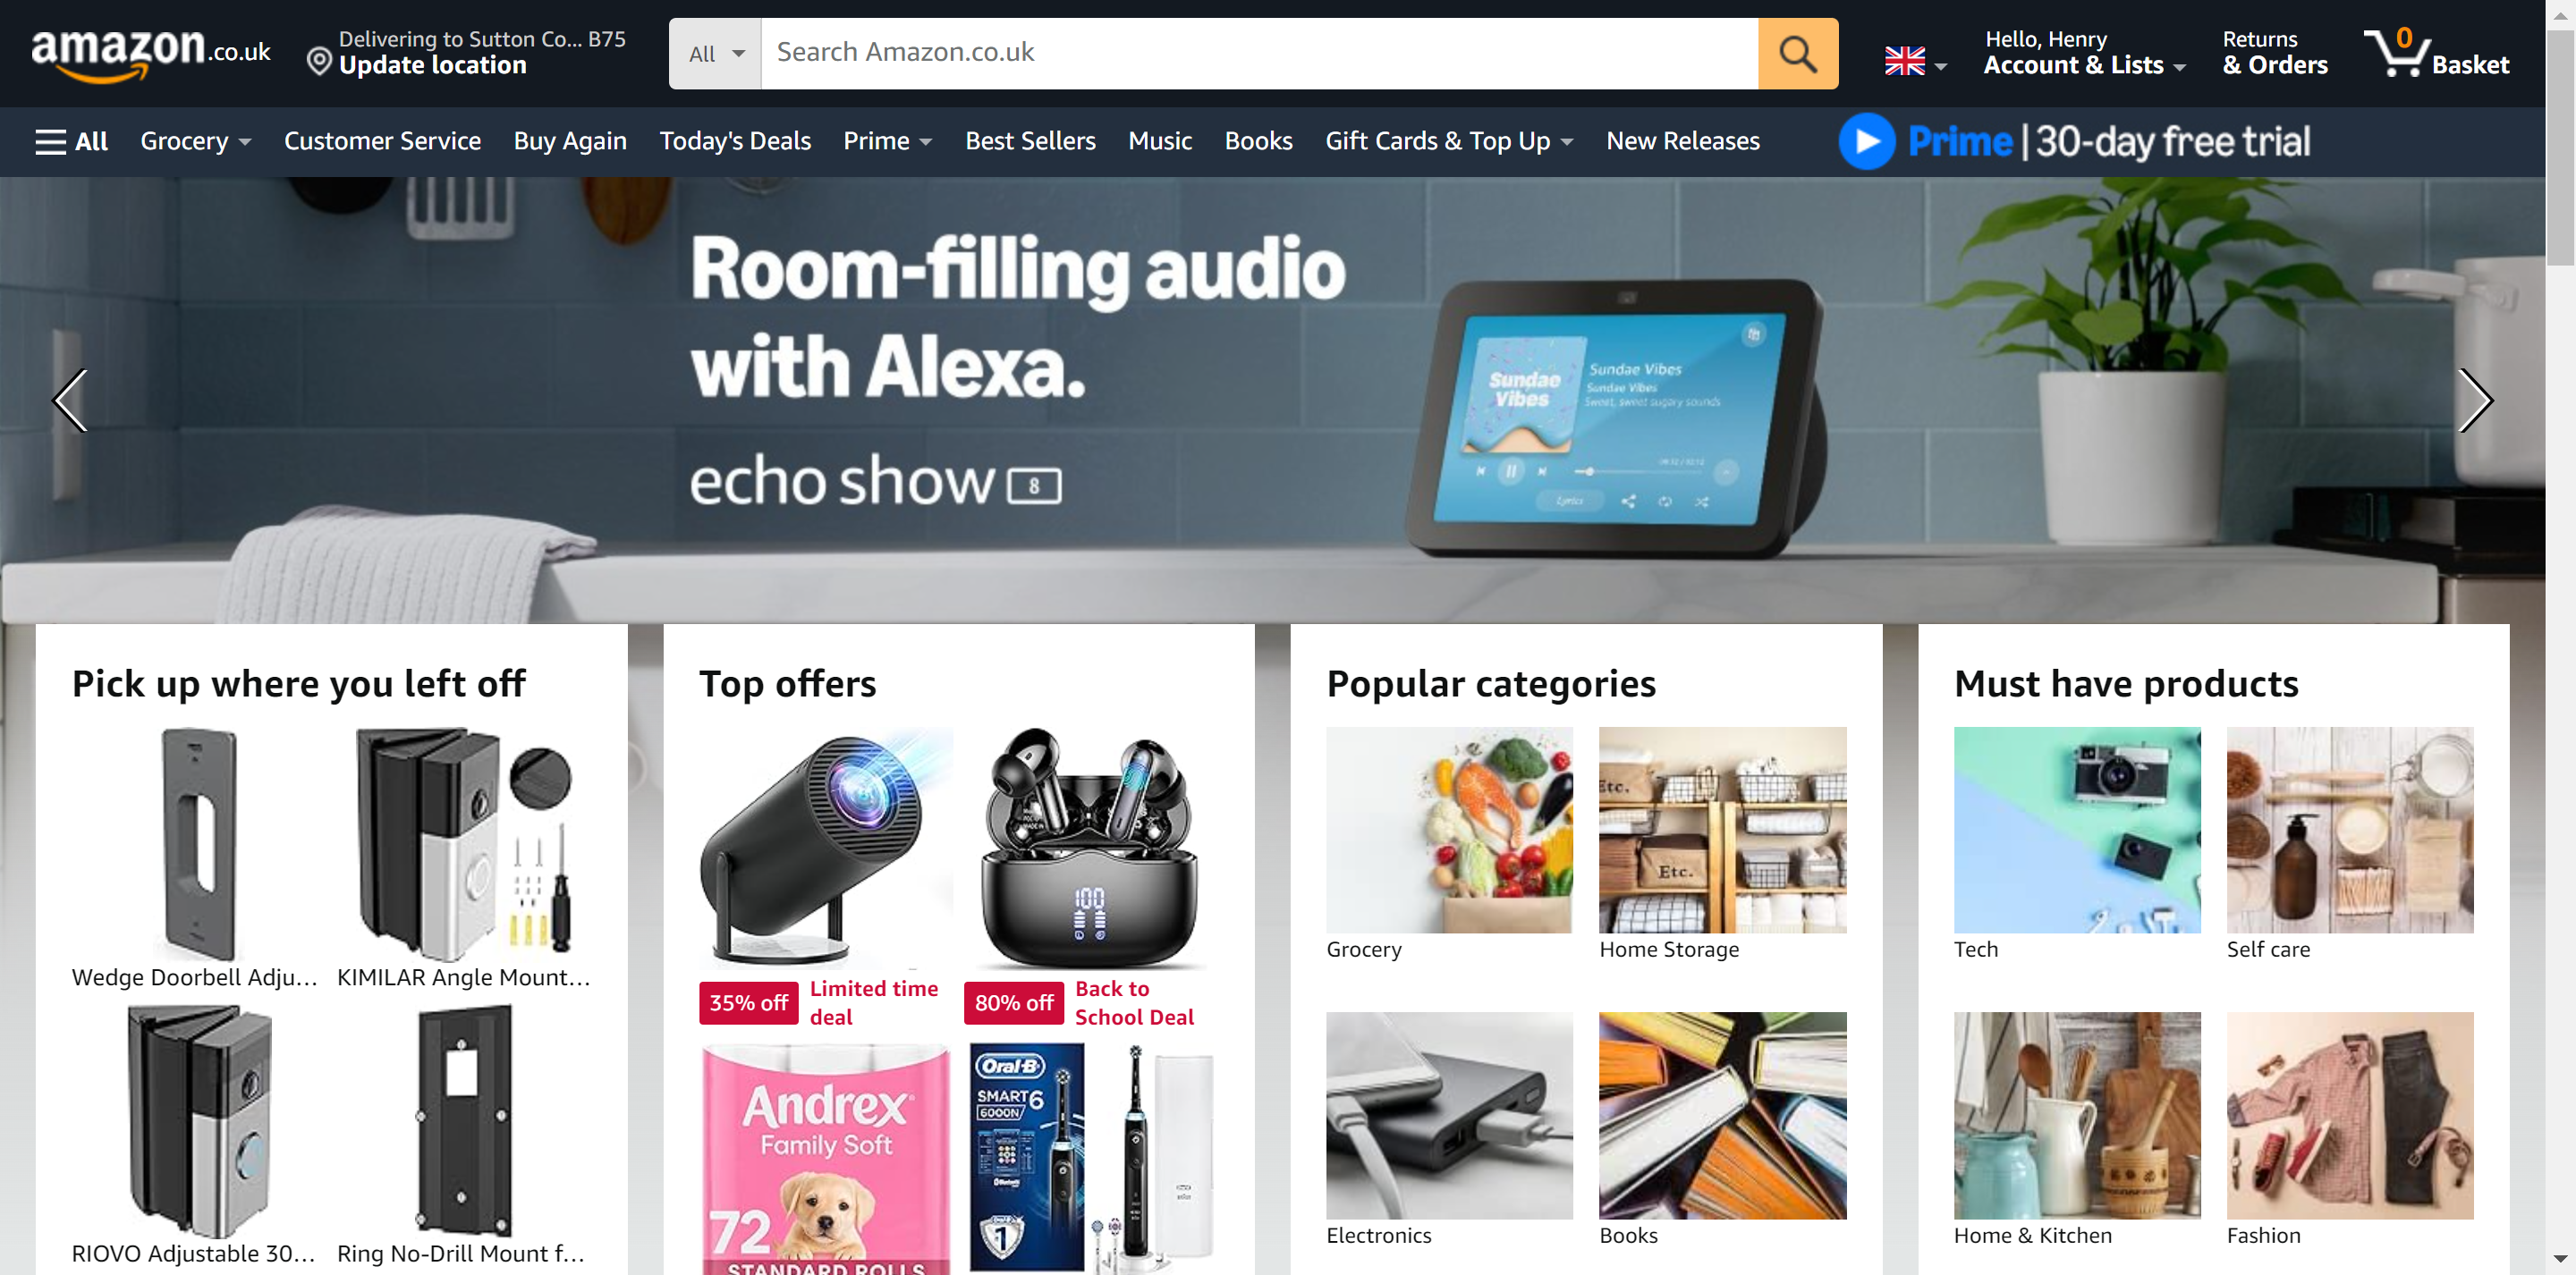 amazon.co.uk
Delivering to Sutton Co... B75
Update location
All
Search Amazon.co.uk
Hello, Henry
Account & Lists
Returns
& Orders
0
Basket
All
Grocery
Customer Service
Buy Again
Today's Deals
Prime
Best Sellers
Music
Books
Gift Cards & Top Up
New Releases
Prime | 30-day free trial
Room-filling audio
with Alexa.
echo show 8
Sundae
Vibes
Sundae Vibes
Sundae Vibes
Sweet, sweet sugary sounds
Lyrics
Pick up where you left off
Wedge Doorbell Adju...
KIMILAR Angle Mount...
RIOVO Adjustable 30...
Ring No-Drill Mount f...
Top offers
100
35% off
Limited time
deal
80% off
Back to
School Deal
Andrex
Family Soft
72
STANDARD ROLLS
Oral-B
SMART6
6000N
1
Popular categories
Grocery
Etc.
Etc.
Home Storage
Electronics
Books
Must have products
Tech
Self care
Home & Kitchen
Fashion